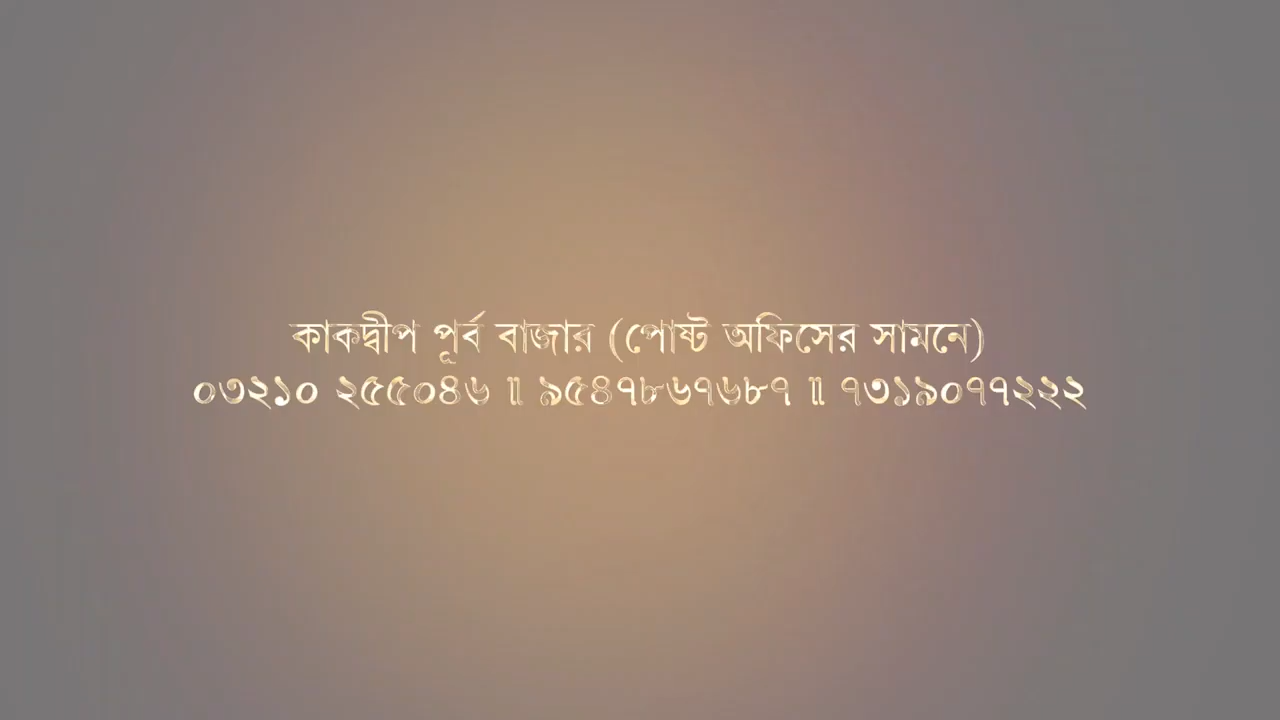 কাকদ্বীপ পূর্ব বাজার (পোষ্ট অফিসের সামনে)
০৩২১০ ২৫৫০৪৬ ॥ ৯৫৪৭৮৬৭৬৮৭ ॥ ৭৩১৯০৭৭২২২